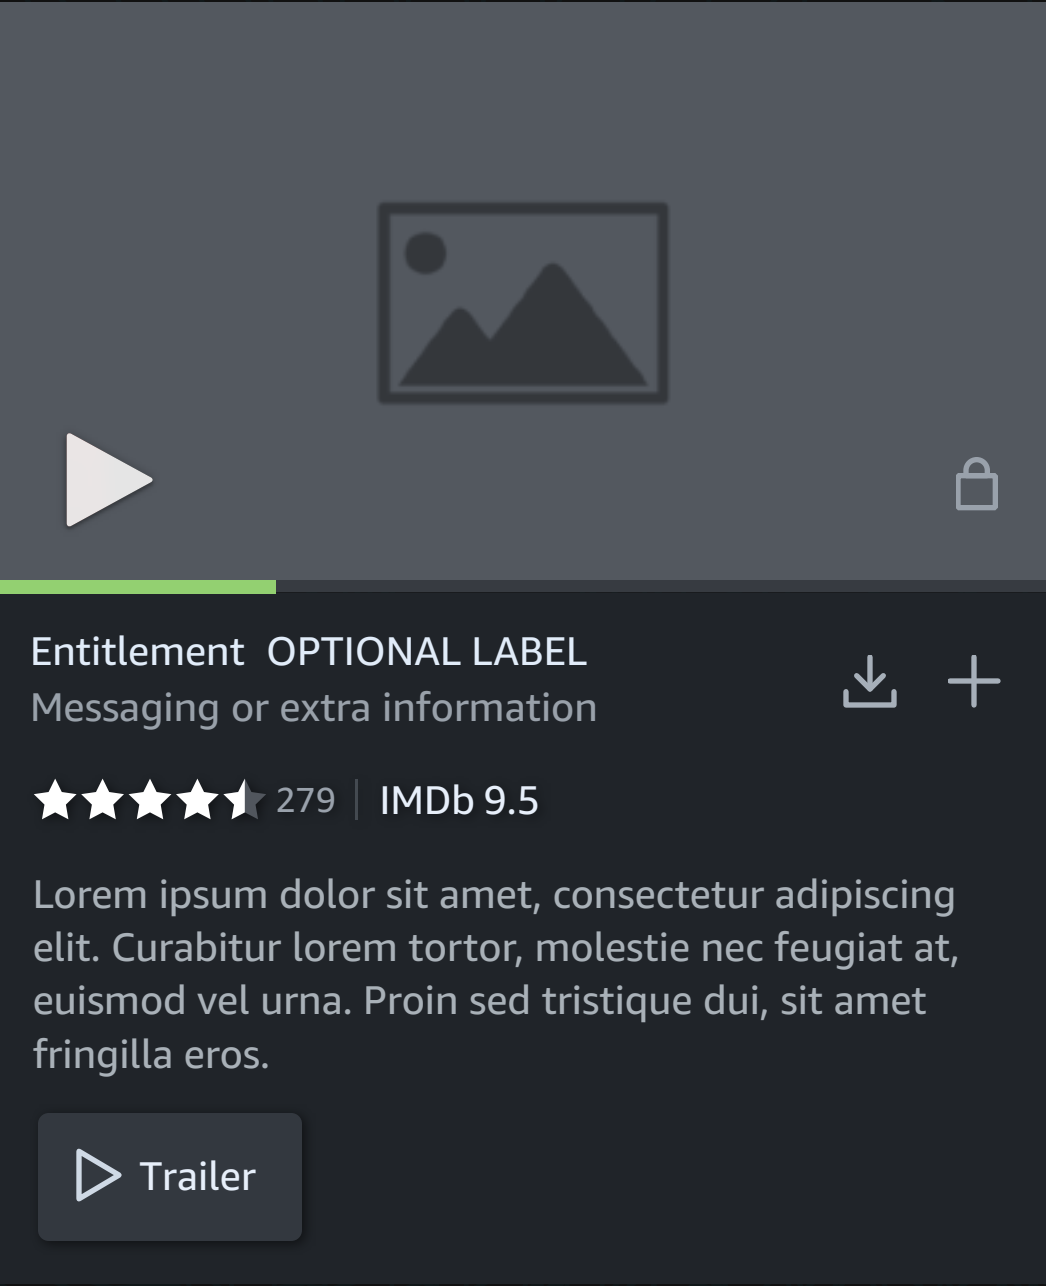 Entitlement OPTIONAL LABEL
Messaging or extra information
279 IMDb 9.5
Lorem ipsum dolor sit amet, consectetur adipiscing
elit. Curabitur lorem tortor, molestie nec feugiat at,
euismod vel urna. Proin sed tristique dui, sit amet
fringilla eros.
Trailer